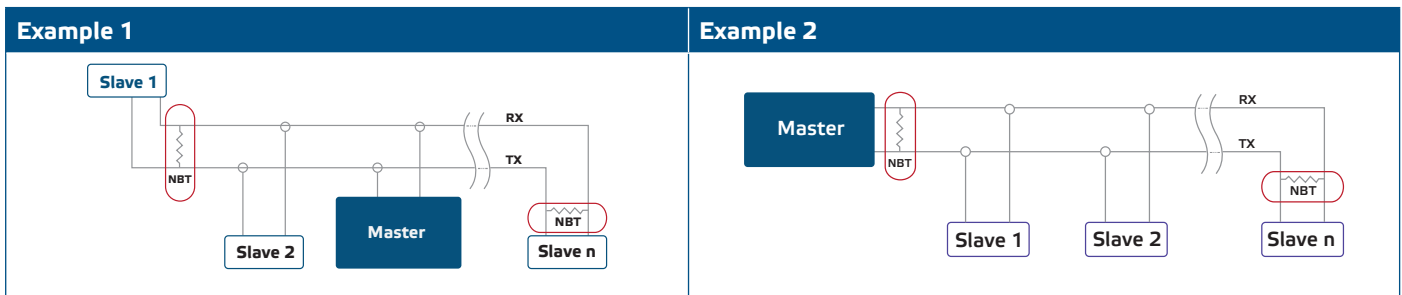 Example 1
Slave 1
RX
TX
NBT
NBT
Master
Slave 2
Slave n
Example 2
Master
RX
TX
NBT
NBT
Slave 1
Slave 2
Slave n